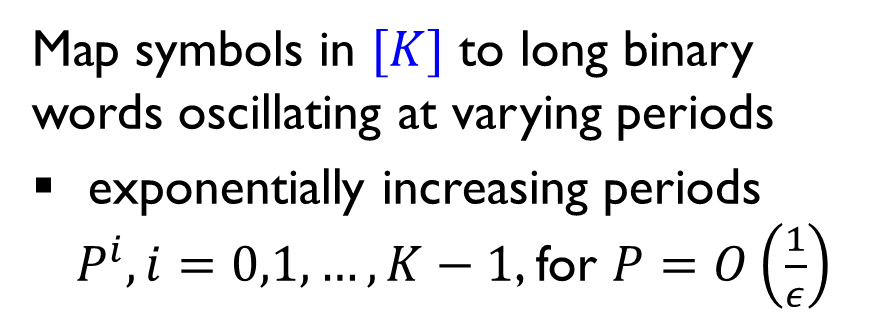 Map symbols in [K] to long binary
words oscillating at varying periods
▪ exponentially increasing periods
Pⁱ, i = 0,1, … , K − 1, for P = O (1/ϵ)